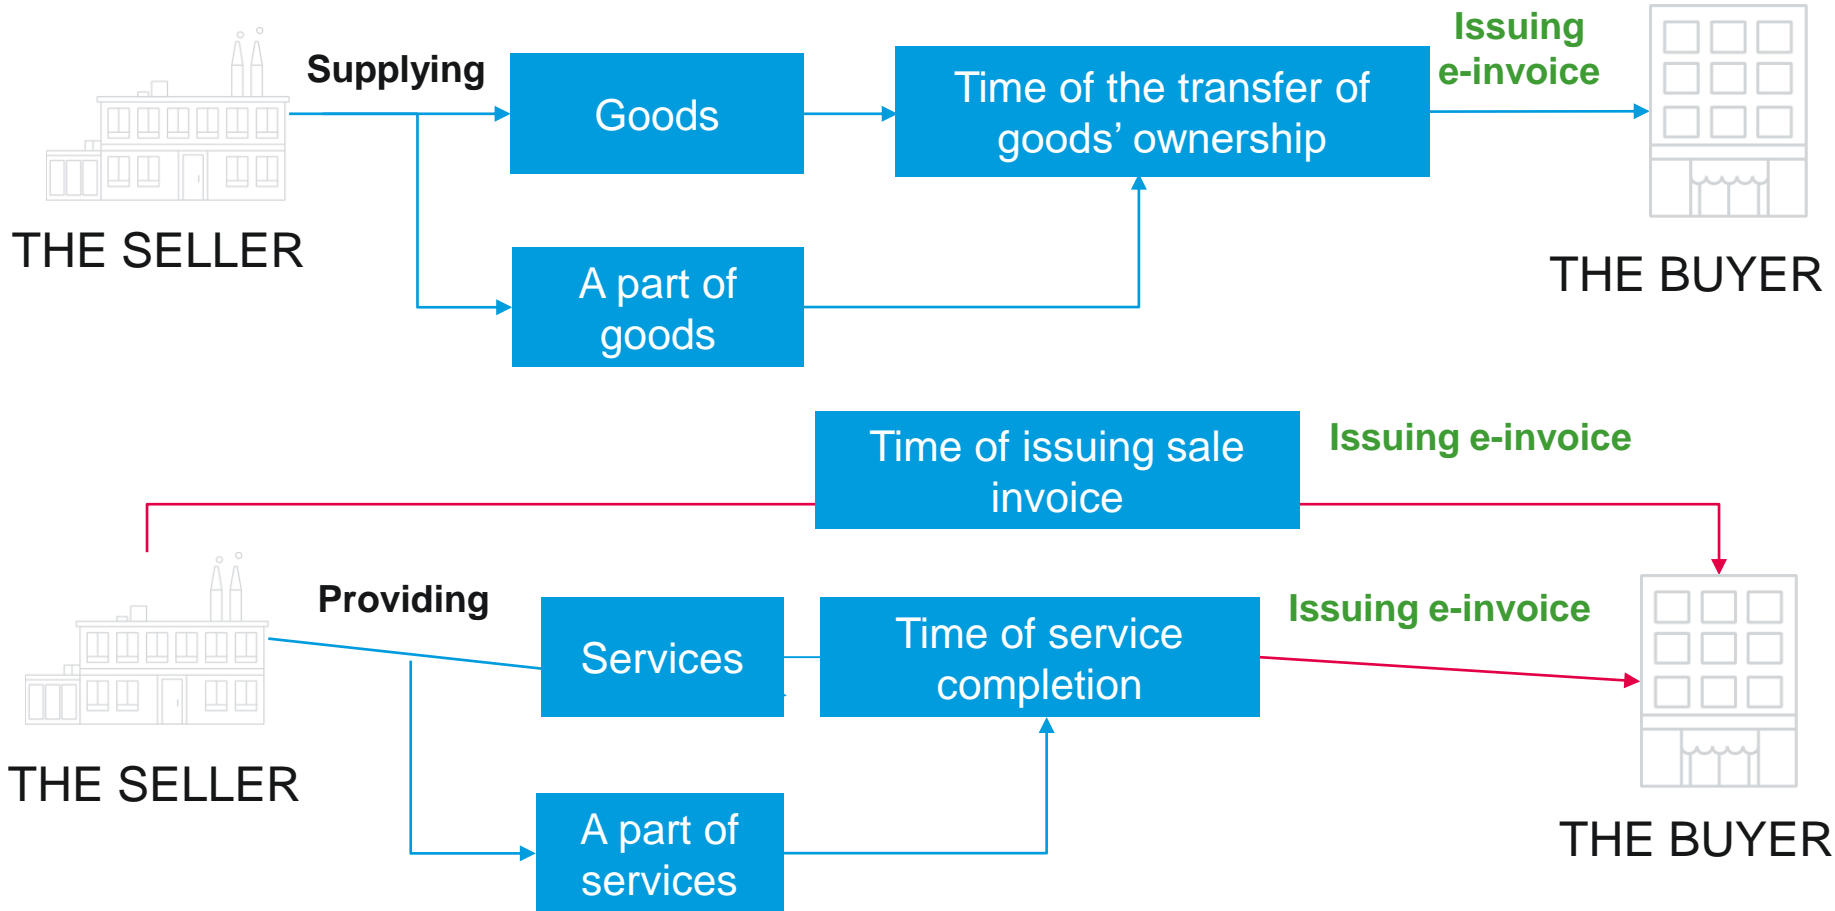 Supplying
Goods
Time of the transfer of
goods’ ownership
Issuing
e-invoice
THE SELLER
A part of
goods
THE BUYER
Time of issuing sale
invoice
Issuing e-invoice
Providing
Services
Time of service
completion
Issuing e-invoice
THE SELLER
A part of
services
THE BUYER